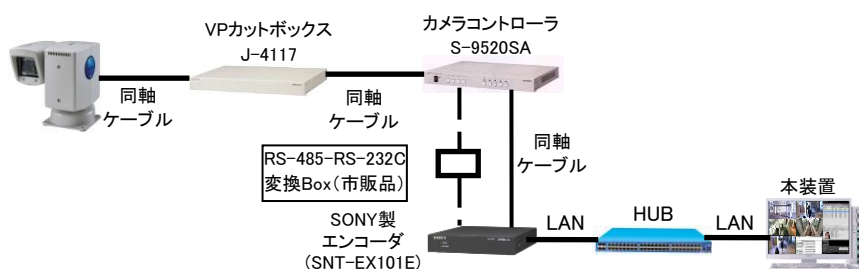 VPカットボックス
J-4117
カメラコントローラ
S-9520SA
同軸
ケーブル
同軸
ケーブル
同軸
ケーブル
RS-485-RS-232C
変換Box(市販品)
SONY製
エンコーダ
(SNT-EX101E)
LAN
HUB
LAN
本装置